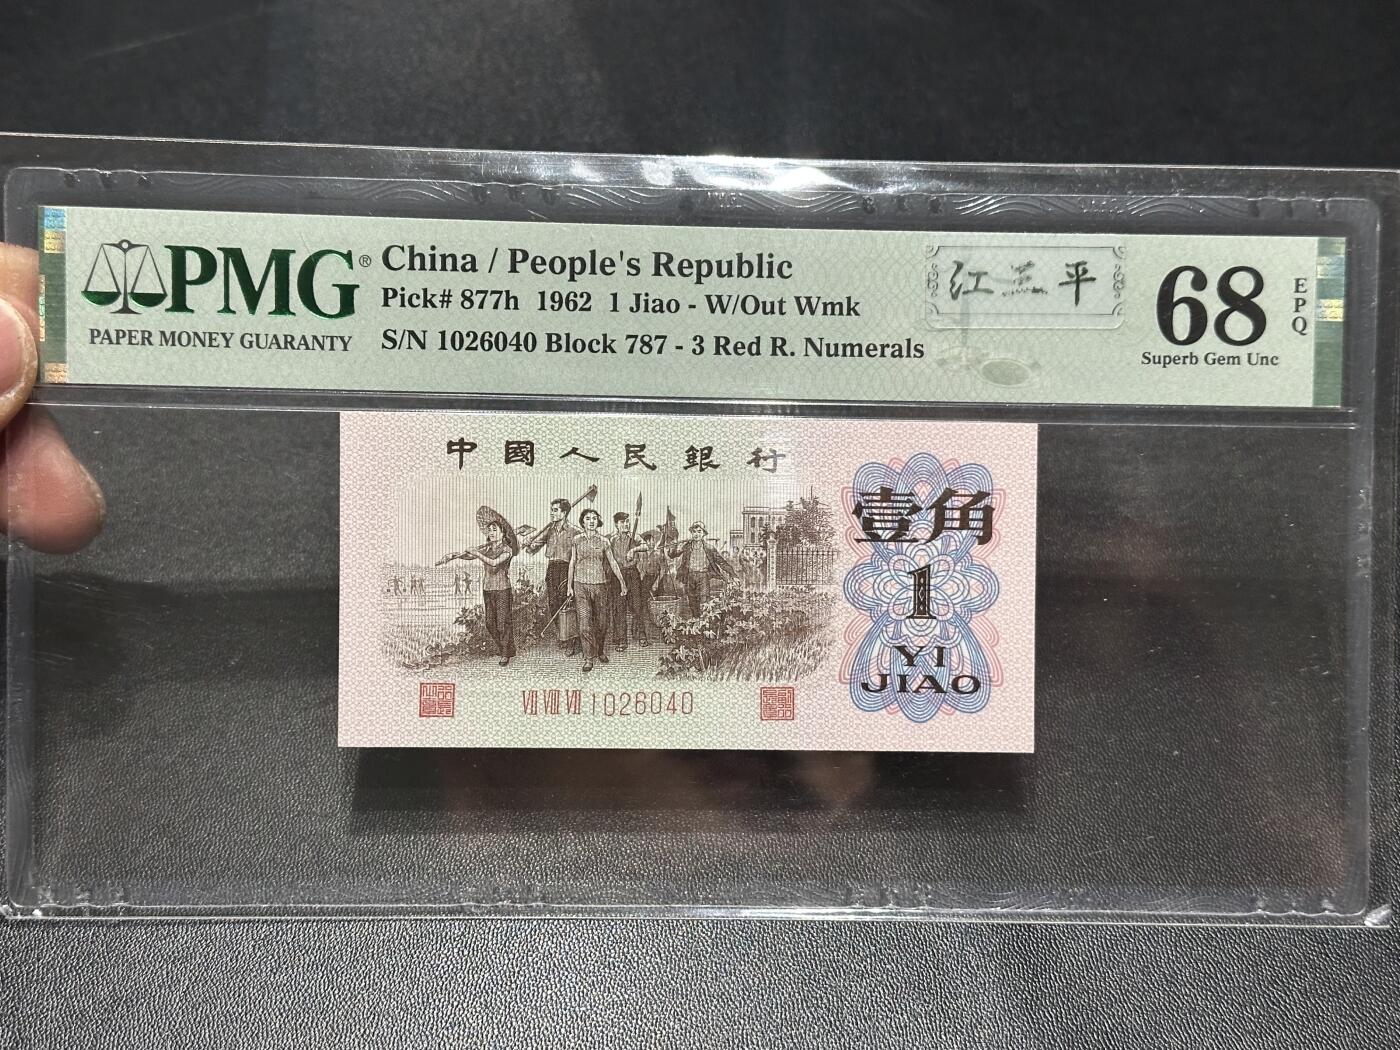 PMG®
PAPER MONEY GUARANTY
China / People's Republic
Pick# 877h 1962 1 Jiao - W/Out Wmk
S/N 1026040 Block 787 - 3 Red R. Numerals
红三平
68
EPQ
Superb Gem Unc
中國人民銀行
壹角
1
YI
JIAO
VII VIII VII 1026040